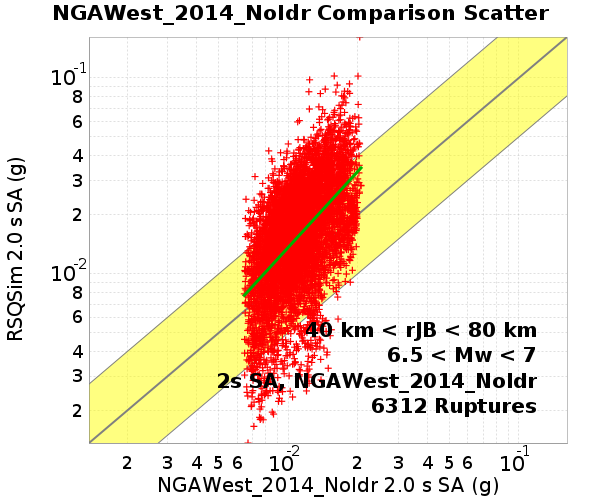 NGAWest_2014_NoIdr Comparison Scatter
RSQSim 2.0 s SA (g)
10-1
8
6
4
3
2
10-2
8
6
4
3
2
40 km < rJB < 80 km
6.5 < Mw < 7
2s SA, NGAWest_2014_NoIdr
6312 Ruptures
2 3 4 5 6 10-2 2 3 4 5 6 10-1
NGAWest_2014_NoIdr 2.0 s SA (g)